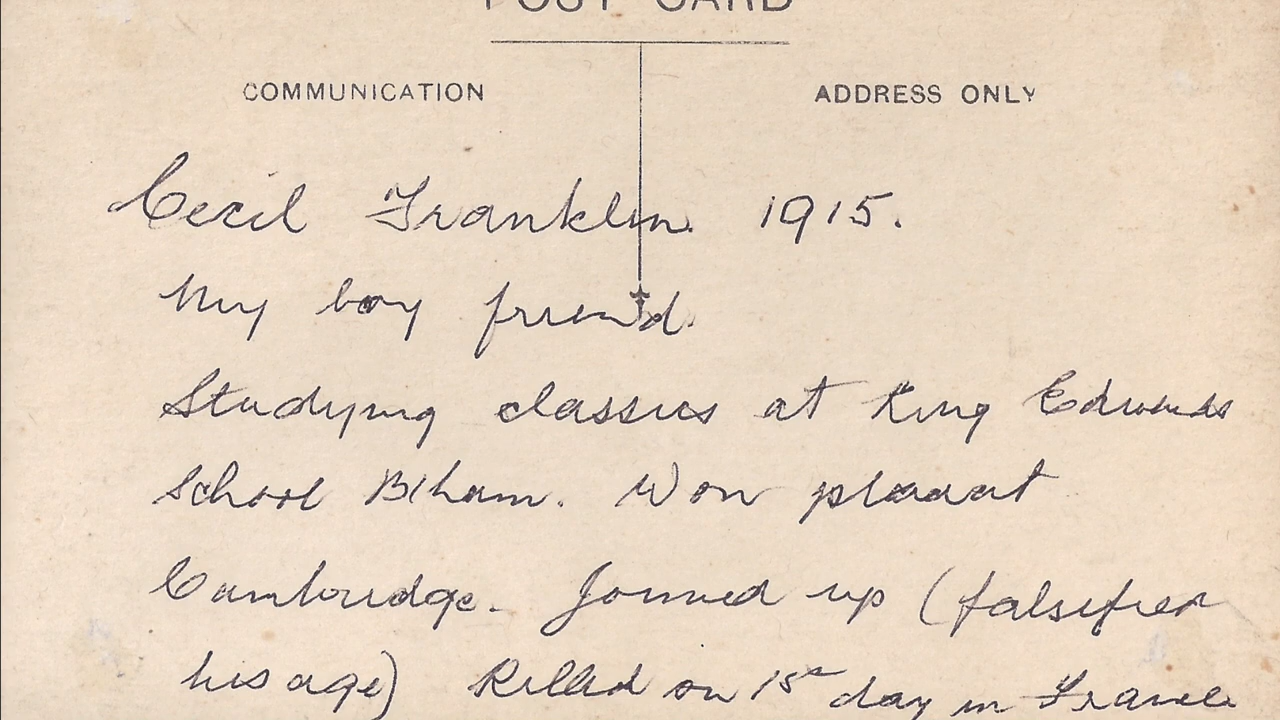 POST CARD
COMMUNICATION ADDRESS ONLY
Cecil Franklin. 1915.
My boy friend.
Studying classics at King Edwards
School B'ham. Won place at
Cambridge. Joined up (falsified
his age) Killed on 1st day in France